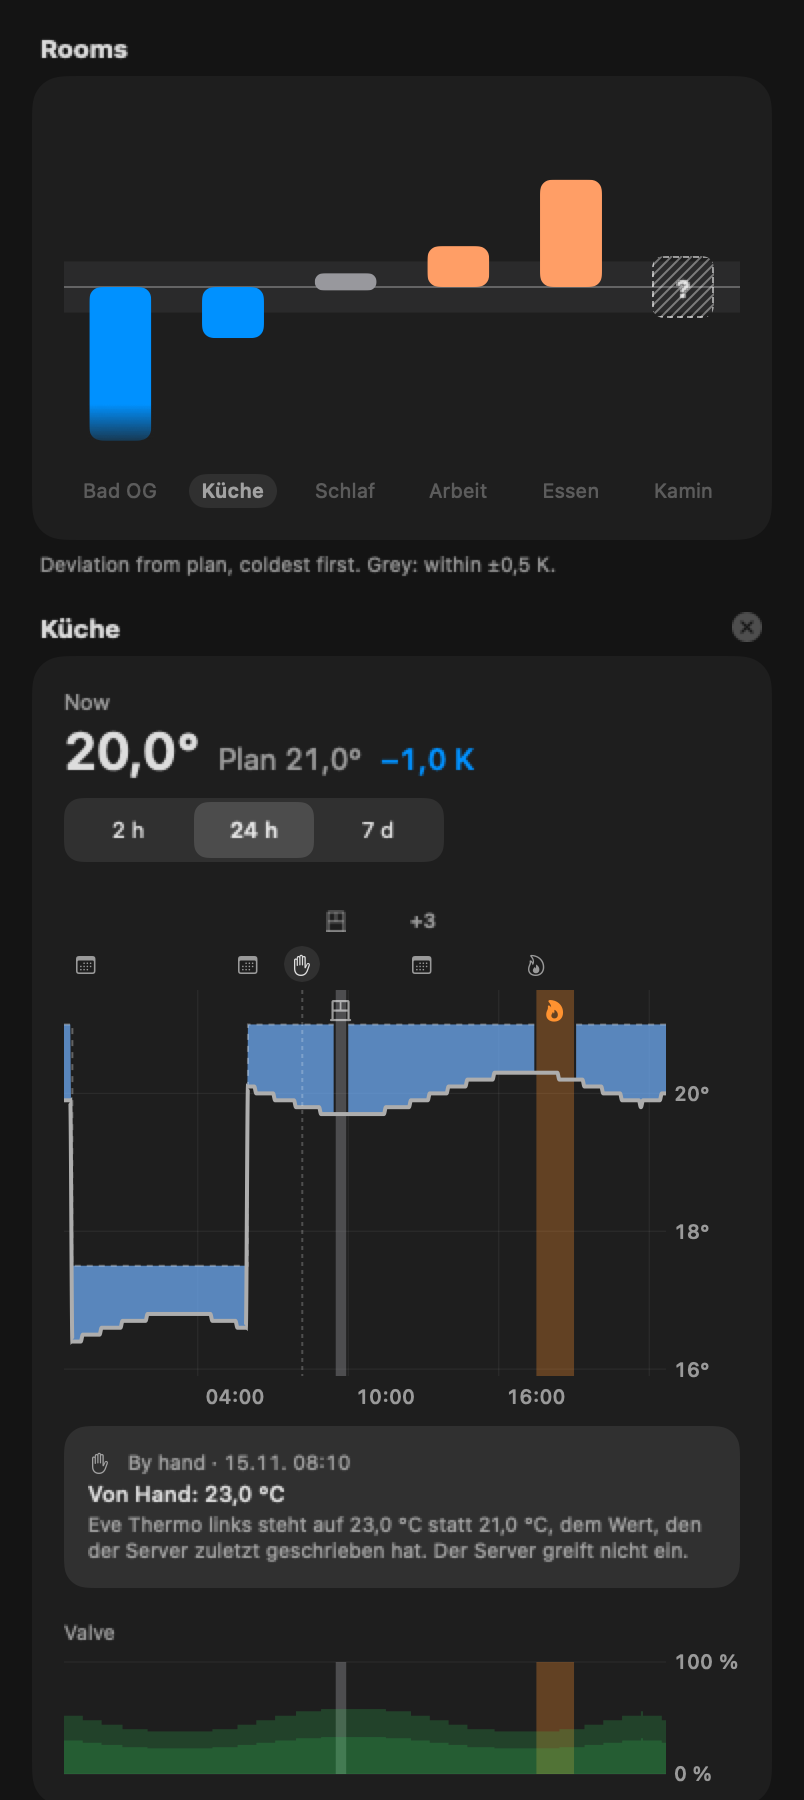 Rooms
?
Bad OG Küche Schlaf Arbeit Essen Kamin
Deviation from plan, coldest first. Grey: within ±0,5 K.
Küche
Now
20,0° Plan 21,0° −1,0 K
2 h 24 h 7 d
+3
20°
18°
16°
04:00 10:00 16:00
By hand · 15.11. 08:10
Von Hand: 23,0 °C
Eve Thermo links steht auf 23,0 °C statt 21,0 °C, dem Wert, den
der Server zuletzt geschrieben hat. Der Server greift nicht ein.
Valve
100 %
0 %